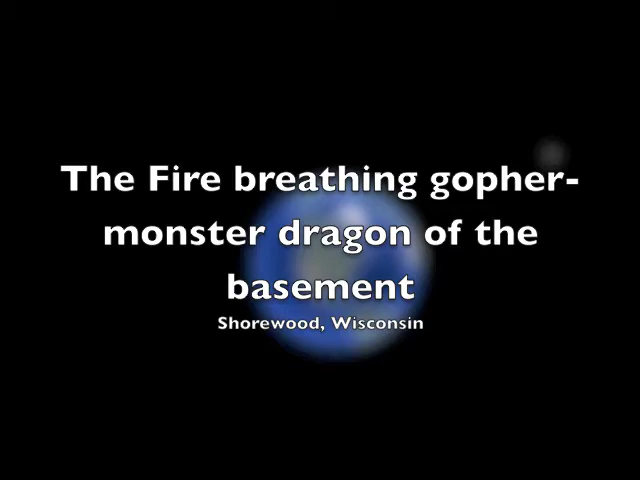 The Fire breathing gopher-
monster dragon of the
basement
Shorewood, Wisconsin